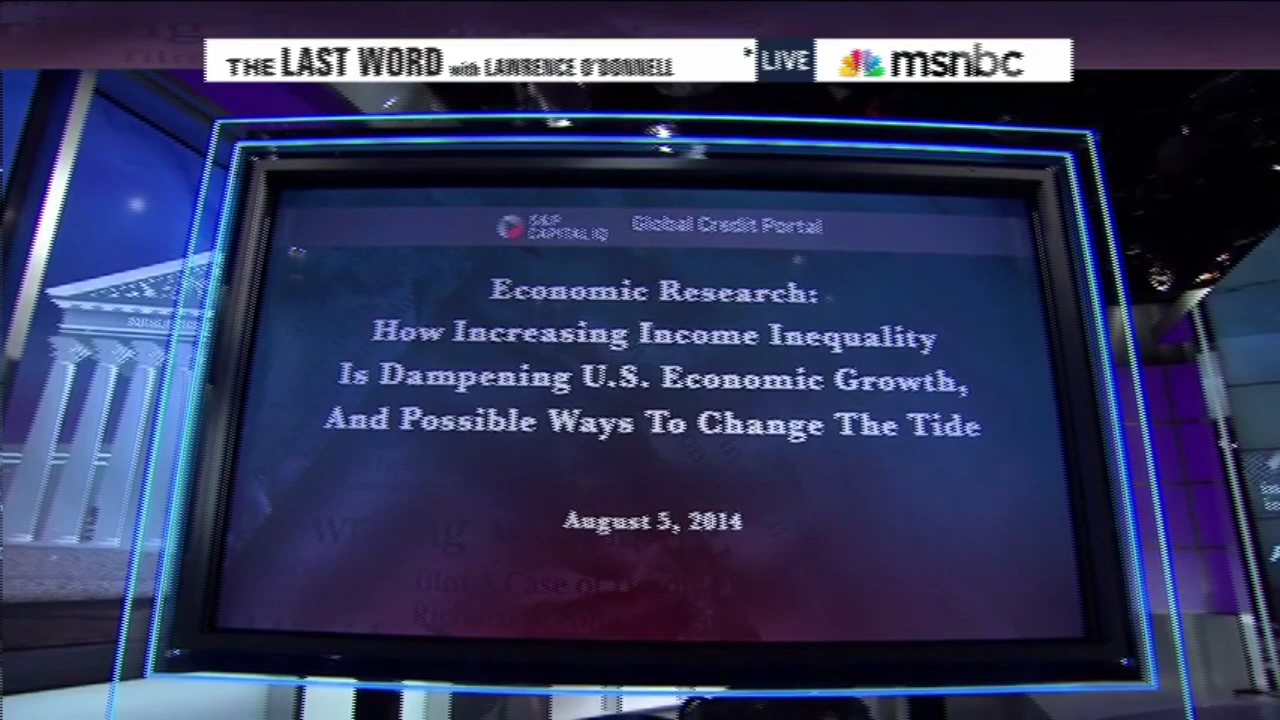 THE LAST WORD with LAWRENCE O'DONNELL
LIVE
msnbc
S&P
CAPITAL IQ
Global Credit Portal
Economic Research:
How Increasing Income Inequality
Is Dampening U.S. Economic Growth,
And Possible Ways To Change The Tide
August 5, 2014